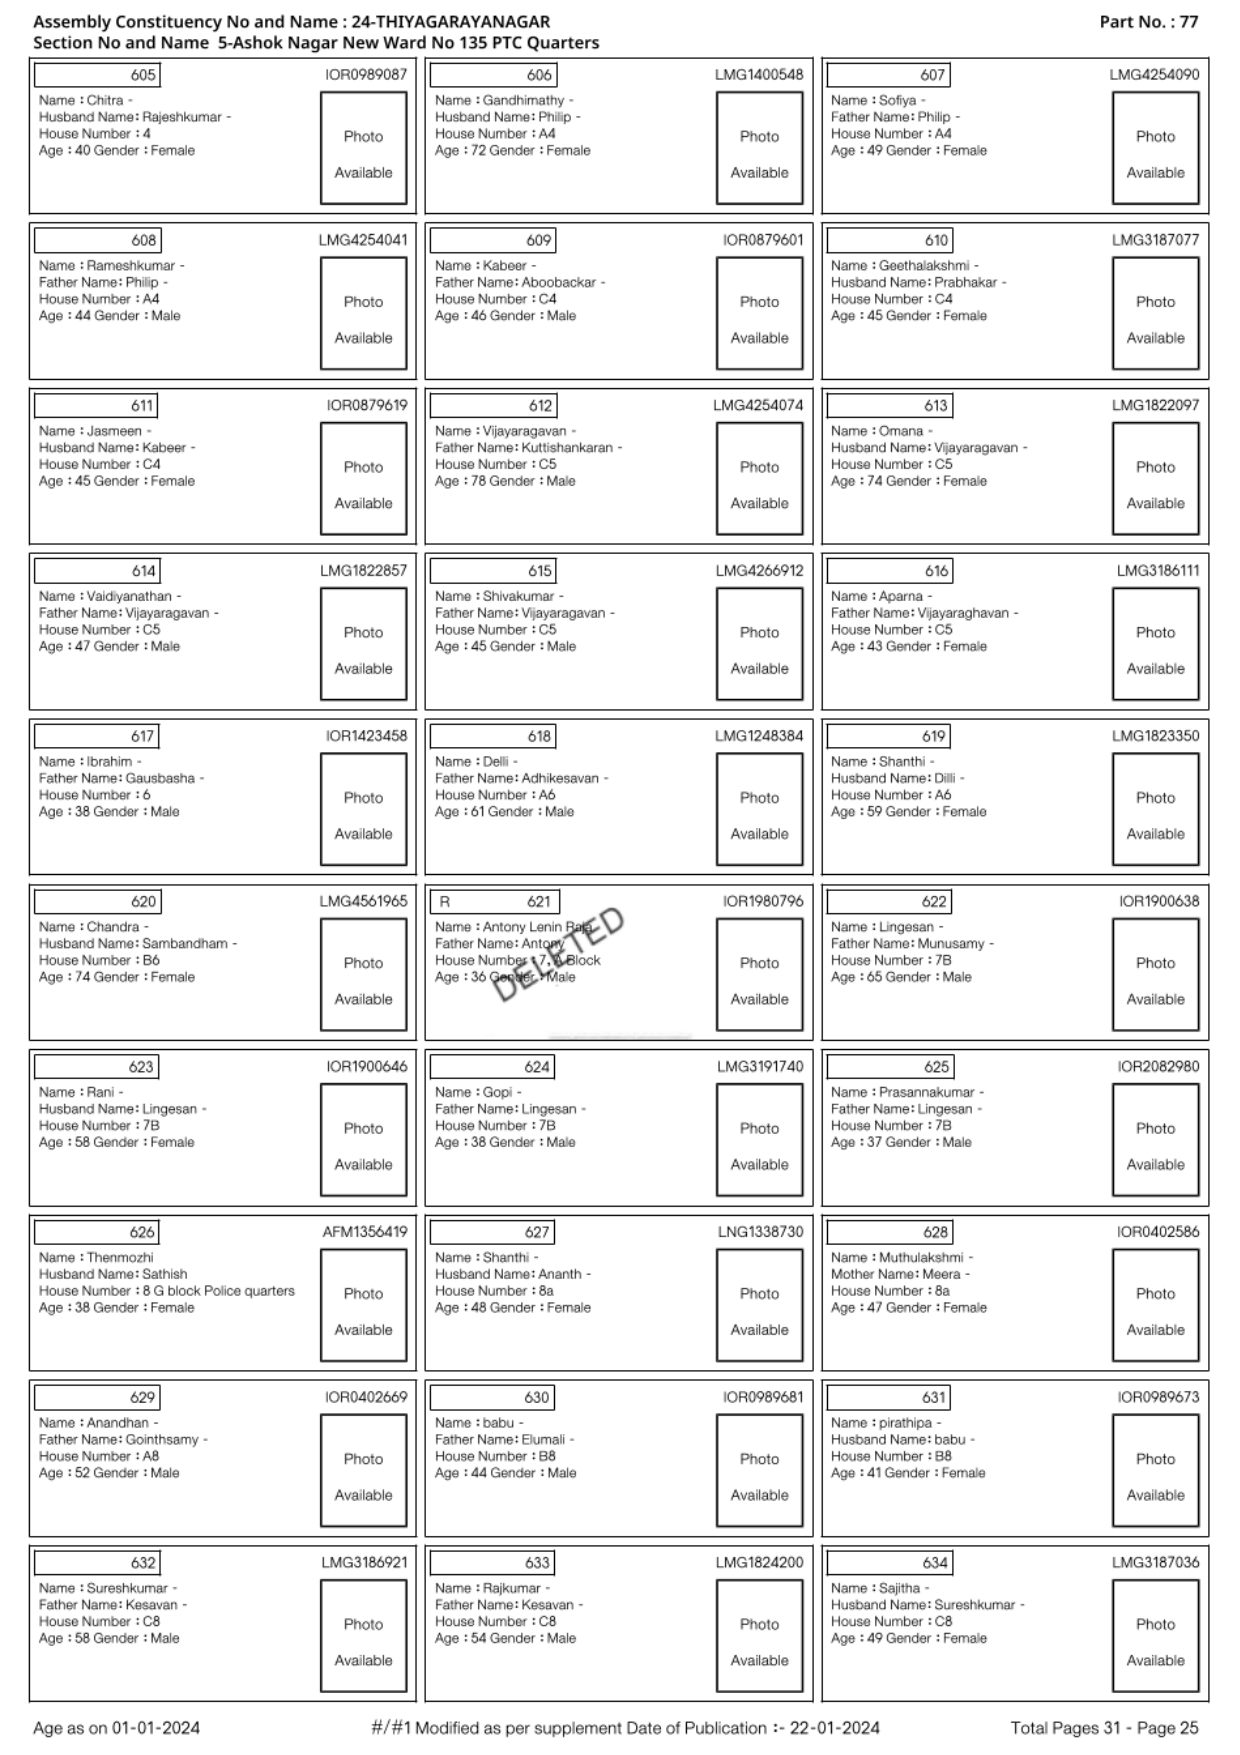 Assembly Constituency No and Name : 24-THIYAGARAYANAGAR
Part No. : 77
Section No and Name 5-Ashok Nagar New Ward No 135 PTC Quarters
605 IOR0989087
Name : Chitra -
Husband Name: Rajeshkumar -
House Number : 4
Age : 40 Gender : Female
Photo
Available
606 LMG1400548
Name : Gandhimathy -
Husband Name: Philip -
House Number : A4
Age : 72 Gender : Female
Photo
Available
607 LMG4254090
Name : Sofiya -
Father Name: Philip -
House Number : A4
Age : 49 Gender : Female
Photo
Available
608 LMG4254041
Name : Rameshkumar -
Father Name: Philip -
House Number : A4
Age : 44 Gender : Male
Photo
Available
609 IOR0879601
Name : Kabeer -
Father Name: Aboobackar -
House Number : C4
Age : 46 Gender : Male
Photo
Available
610 LMG3187077
Name : Geethalakshmi -
Husband Name: Prabhakar -
House Number : C4
Age : 45 Gender : Female
Photo
Available
611 IOR0879619
Name : Jasmeen -
Husband Name: Kabeer -
House Number : C4
Age : 45 Gender : Female
Photo
Available
612 LMG4254074
Name : Vijayaragavan -
Father Name: Kuttishankaran -
House Number : C5
Age : 78 Gender : Male
Photo
Available
613 LMG1822097
Name : Omana -
Husband Name: Vijayaragavan -
House Number : C5
Age : 74 Gender : Female
Photo
Available
614 LMG1822857
Name : Vaidiyanathan -
Father Name: Vijayaragavan -
House Number : C5
Age : 47 Gender : Male
Photo
Available
615 LMG4266912
Name : Shivakumar -
Father Name: Vijayaragavan -
House Number : C5
Age : 45 Gender : Male
Photo
Available
616 LMG3186111
Name : Aparna -
Father Name: Vijayaraghavan -
House Number : C5
Age : 43 Gender : Female
Photo
Available
617 IOR1423458
Name : Ibrahim -
Father Name: Gausbasha -
House Number : 6
Age : 38 Gender : Male
Photo
Available
618 LMG1248384
Name : Delli -
Father Name: Adhikesavan -
House Number : A6
Age : 61 Gender : Male
Photo
Available
619 LMG1823350
Name : Shanthi -
Husband Name: Dilli -
House Number : A6
Age : 59 Gender : Female
Photo
Available
620 LMG4561965
Name : Chandra -
Husband Name: Sambandham -
House Number : B6
Age : 74 Gender : Female
Photo
Available
R 621 IOR1980796
Name : Antony Lenin Raja
Father Name: Antony
House Number : 7, A Block
Age : 36 Gender : Male
DELETED
Photo
Available
622 IOR1900638
Name : Lingesan -
Father Name: Munusamy -
House Number : 7B
Age : 65 Gender : Male
Photo
Available
623 IOR1900646
Name : Rani -
Husband Name: Lingesan -
House Number : 7B
Age : 58 Gender : Female
Photo
Available
624 LMG3191740
Name : Gopi -
Father Name: Lingesan -
House Number : 7B
Age : 38 Gender : Male
Photo
Available
625 IOR2082980
Name : Prasannakumar -
Father Name: Lingesan -
House Number : 7B
Age : 37 Gender : Male
Photo
Available
626 AFM1356419
Name : Thenmozhi
Husband Name: Sathish
House Number : 8 G block Police quarters
Age : 38 Gender : Female
Photo
Available
627 LNG1338730
Name : Shanthi -
Husband Name: Ananth -
House Number : 8a
Age : 48 Gender : Female
Photo
Available
628 IOR0402586
Name : Muthulakshmi -
Mother Name: Meera -
House Number : 8a
Age : 47 Gender : Female
Photo
Available
629 IOR0402669
Name : Anandhan -
Father Name: Gointhsamy -
House Number : A8
Age : 52 Gender : Male
Photo
Available
630 IOR0989681
Name : babu -
Father Name: Elumali -
House Number : B8
Age : 44 Gender : Male
Photo
Available
631 IOR0989673
Name : pirathipa -
Husband Name: babu -
House Number : B8
Age : 41 Gender : Female
Photo
Available
632 LMG3186921
Name : Sureshkumar -
Father Name: Kesavan -
House Number : C8
Age : 58 Gender : Male
Photo
Available
633 LMG1824200
Name : Rajkumar -
Father Name: Kesavan -
House Number : C8
Age : 54 Gender : Male
Photo
Available
634 LMG3187036
Name : Sajitha -
Husband Name: Sureshkumar -
House Number : C8
Age : 49 Gender : Female
Photo
Available
Age as on 01-01-2024
#/#1 Modified as per supplement Date of Publication :- 22-01-2024
Total Pages 31 - Page 25